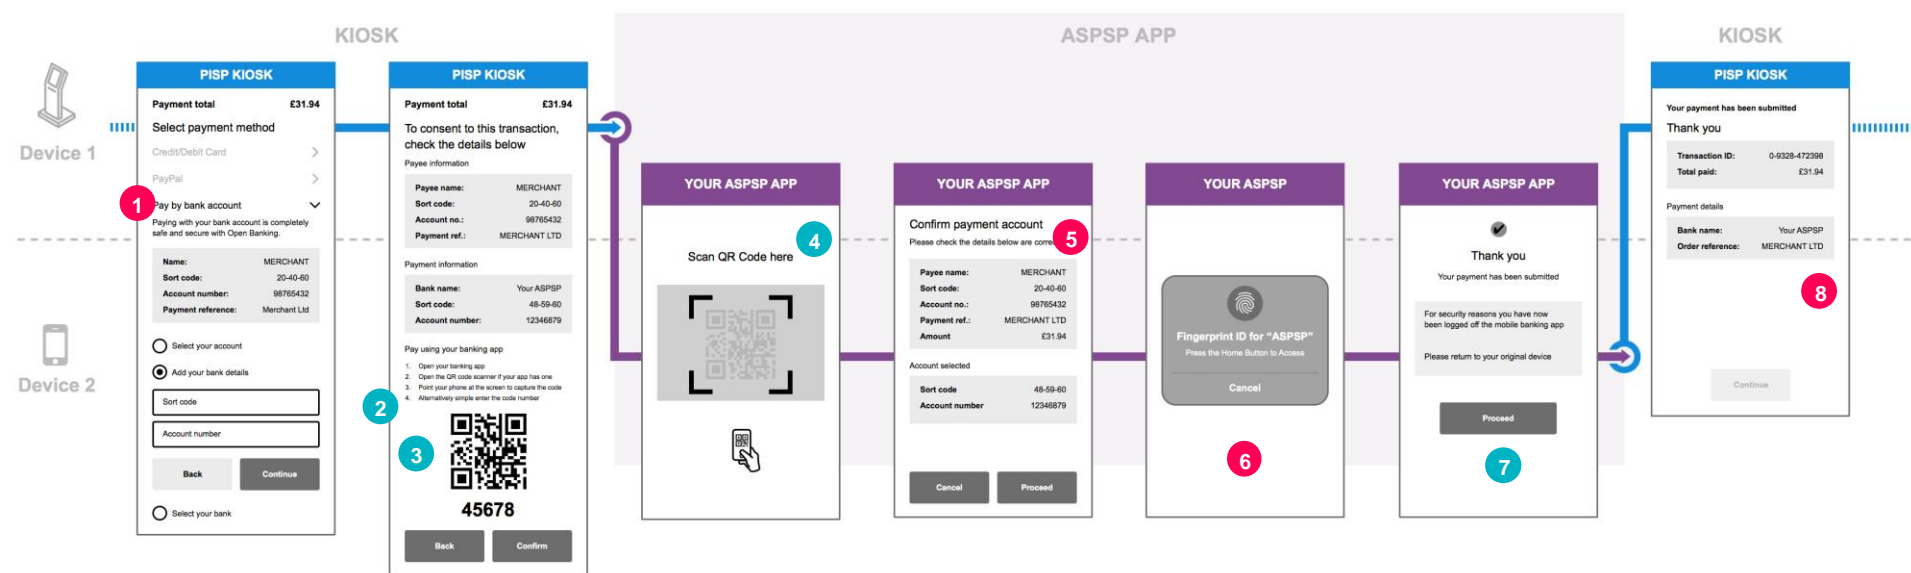 KIOSK
ASPSP APP
KIOSK
Device 1
Device 2
PISP KIOSK
Payment total £31.94
Select payment method
Credit/Debit Card
PayPal
1
Pay by bank account
Paying with your bank account is completely
safe and secure with Open Banking.
Name: MERCHANT
Sort code: 20-40-60
Account number: 98765432
Payment reference: Merchant Ltd
Select your account
Add your bank details
Sort code
Account number
Back Continue
Select your bank
PISP KIOSK
Payment total £31.94
To consent to this transaction,
check the details below
Payee information
Payee name: MERCHANT
Sort code: 20-40-60
Account no.: 98765432
Payment ref.: MERCHANT LTD
Payment information
Bank name: Your ASPSP
Sort code: 48-59-60
Account number: 12346879
Pay using your banking app
1. Open your banking app
2. Open the QR code scanner if your app has one
3. Point your phone at the screen to capture the code
4. Alternatively simple enter the code number
2
3
45678
Back Confirm
YOUR ASPSP APP
4
Scan QR Code here
YOUR ASPSP APP
Confirm payment account
5
Please check the details below are
Payee name: MERCHANT
Sort code: 20-40-60
Account no.: 98765432
Payment ref.: MERCHANT LTD
Amount £31.94
Account selected
Sort code 48-59-60
Account number 12346879
Cancel Proceed
YOUR ASPSP
Fingerprint ID for “ASPSP”
Press the Home Button to Access
Cancel
6
YOUR ASPSP APP
Thank you
Your payment has been submitted
For security reasons you have now
been logged off the mobile banking app
Please return to your original device
Proceed
7
PISP KIOSK
Your payment has been submitted
Thank you
Transaction ID: 0-9328-472398
Total paid: £31.94
Payment details
Bank name: Your ASPSP
Order reference: MERCHANT LTD
8
Continue